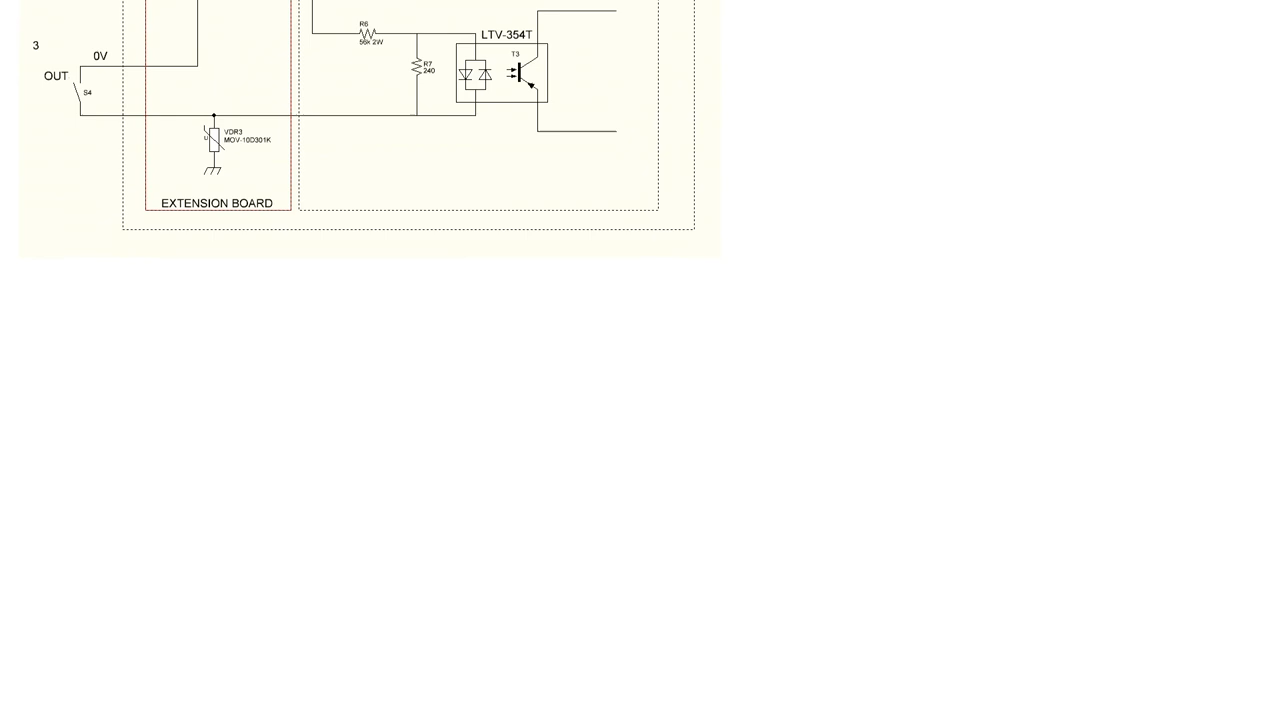 R6
56k 2W
LTV-354T
3
0V
T3
R7
240
OUT
S4
VDR3
MOV-10D301K
U
EXTENSION BOARD